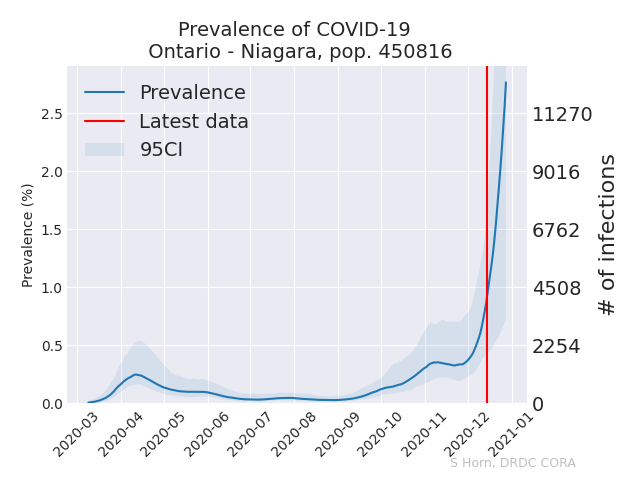 Prevalence of COVID-19
Ontario - Niagara, pop. 450816
Prevalence
Latest data
95CI
Prevalence (%)
2.5
2.0
1.5
1.0
0.5
0.0
11270
9016
6762
4508
2254
0
# of infections
2020-03
2020-04
2020-05
2020-06
2020-07
2020-08
2020-09
2020-10
2020-11
2020-12
2021-01
S Horn, DRDC CORA